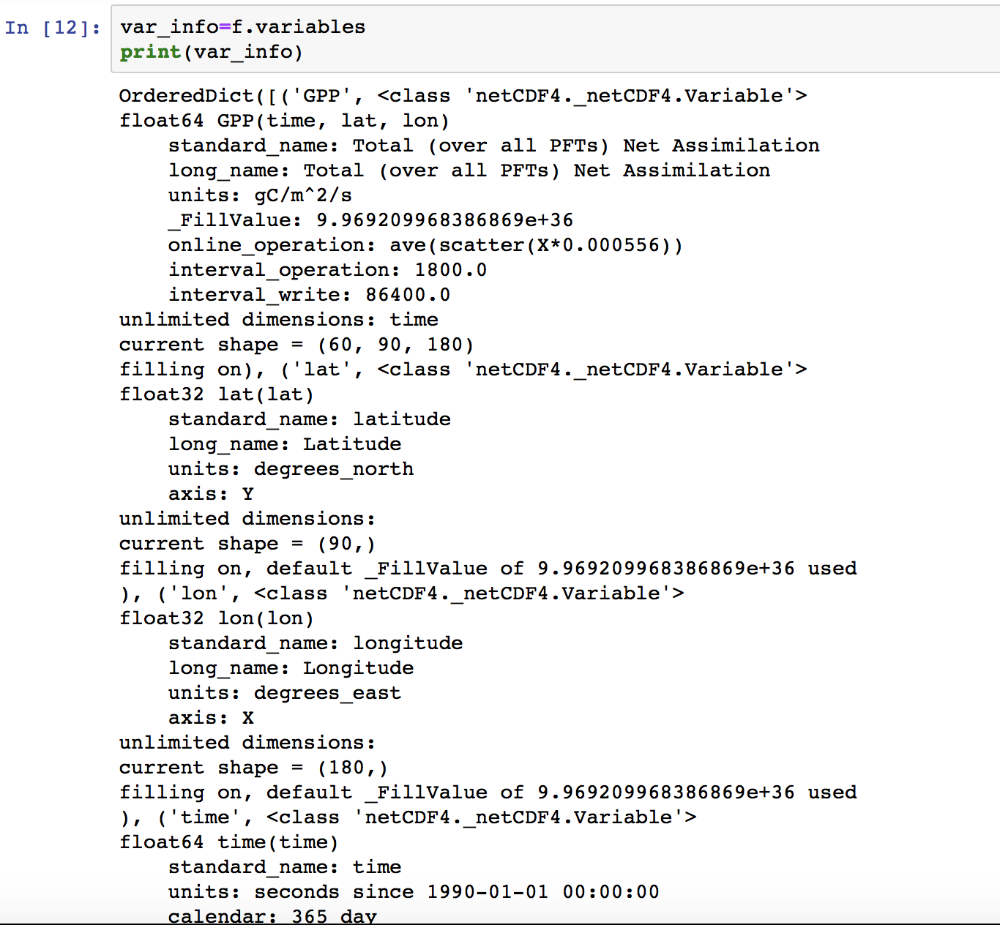 In [12]: var_info=f.variables
print(var_info)
OrderedDict([('GPP', <class 'netCDF4._netCDF4.Variable'>
float64 GPP(time, lat, lon)
    standard_name: Total (over all PFTs) Net Assimilation
    long_name: Total (over all PFTs) Net Assimilation
    units: gC/m^2/s
    _FillValue: 9.969209968386869e+36
    online_operation: ave(scatter(X*0.000556))
    interval_operation: 1800.0
    interval_write: 86400.0
unlimited dimensions: time
current shape = (60, 90, 180)
filling on), ('lat', <class 'netCDF4._netCDF4.Variable'>
float32 lat(lat)
    standard_name: latitude
    long_name: Latitude
    units: degrees_north
    axis: Y
unlimited dimensions:
current shape = (90,)
filling on, default _FillValue of 9.969209968386869e+36 used
), ('lon', <class 'netCDF4._netCDF4.Variable'>
float32 lon(lon)
    standard_name: longitude
    long_name: Longitude
    units: degrees_east
    axis: X
unlimited dimensions:
current shape = (180,)
filling on, default _FillValue of 9.969209968386869e+36 used
), ('time', <class 'netCDF4._netCDF4.Variable'>
float64 time(time)
    standard_name: time
    units: seconds since 1990-01-01 00:00:00
    calendar: 365 day